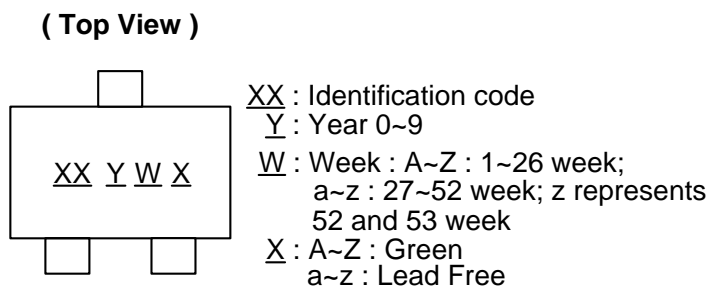 ( Top View )
XX Y W X
XX : Identification code
Y : Year 0~9
W : Week : A~Z : 1~26 week;
a~z : 27~52 week; z represents
52 and 53 week
X : A~Z : Green
a~z : Lead Free